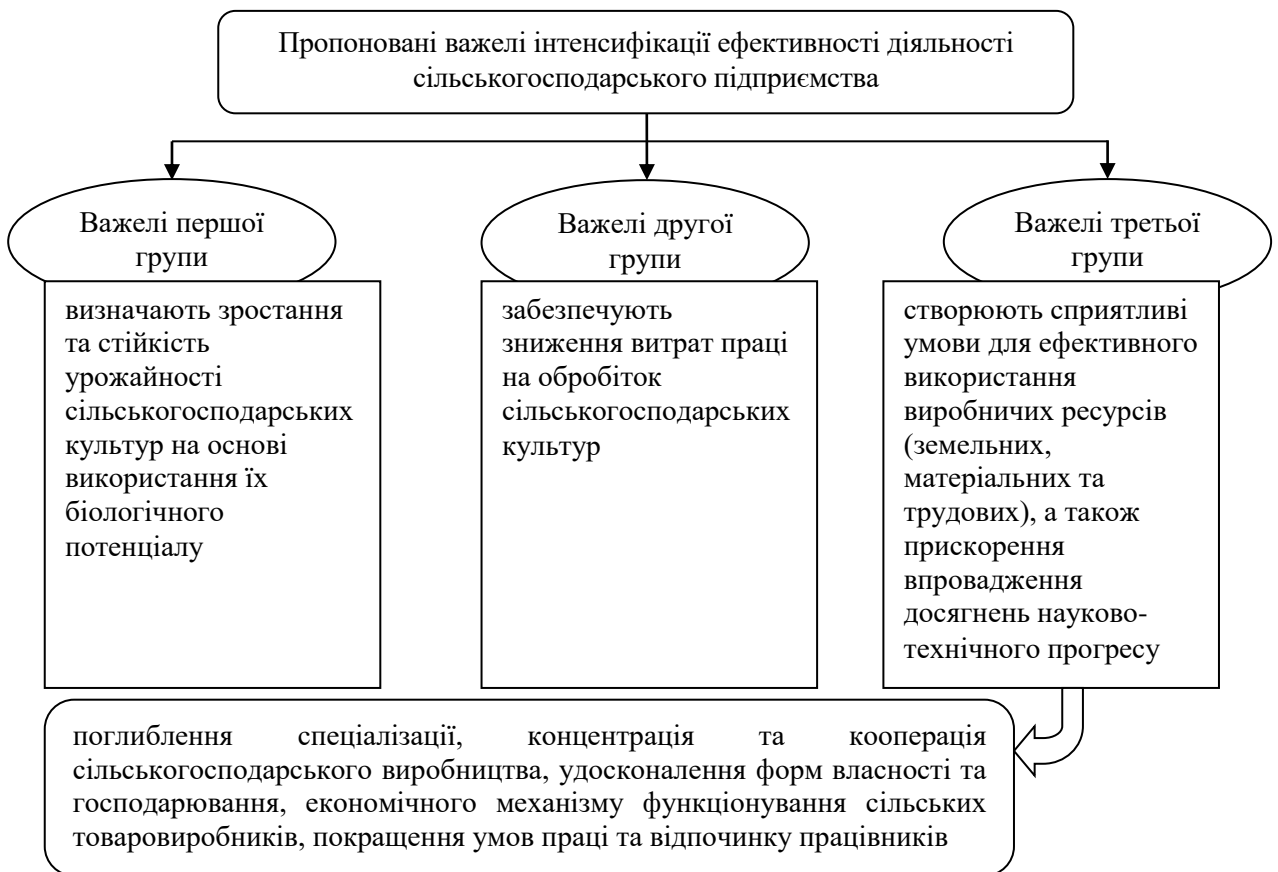 Пропоновані важелі інтенсифікації ефективності діяльності
сільськогосподарського підприємства
Важелі першої
групи
Важелі другої
групи
Важелі третьої
групи
визначають зростання
та стійкість
урожайності
сільськогосподарських
культур на основі
використання їх
біологічного
потенціалу
забезпечують
зниження витрат праці
на обробіток
сільськогосподарських
культур
створюють сприятливі
умови для ефективного
використання
виробничих ресурсів
(земельних,
матеріальних та
трудових), а також
прискорення
впровадження
досягнень науково-
технічного прогресу
поглиблення спеціалізації, концентрація та кооперація
сільськогосподарського виробництва, удосконалення форм власності та
господарювання, економічного механізму функціонування сільських
товаровиробників, покращення умов праці та відпочинку працівників